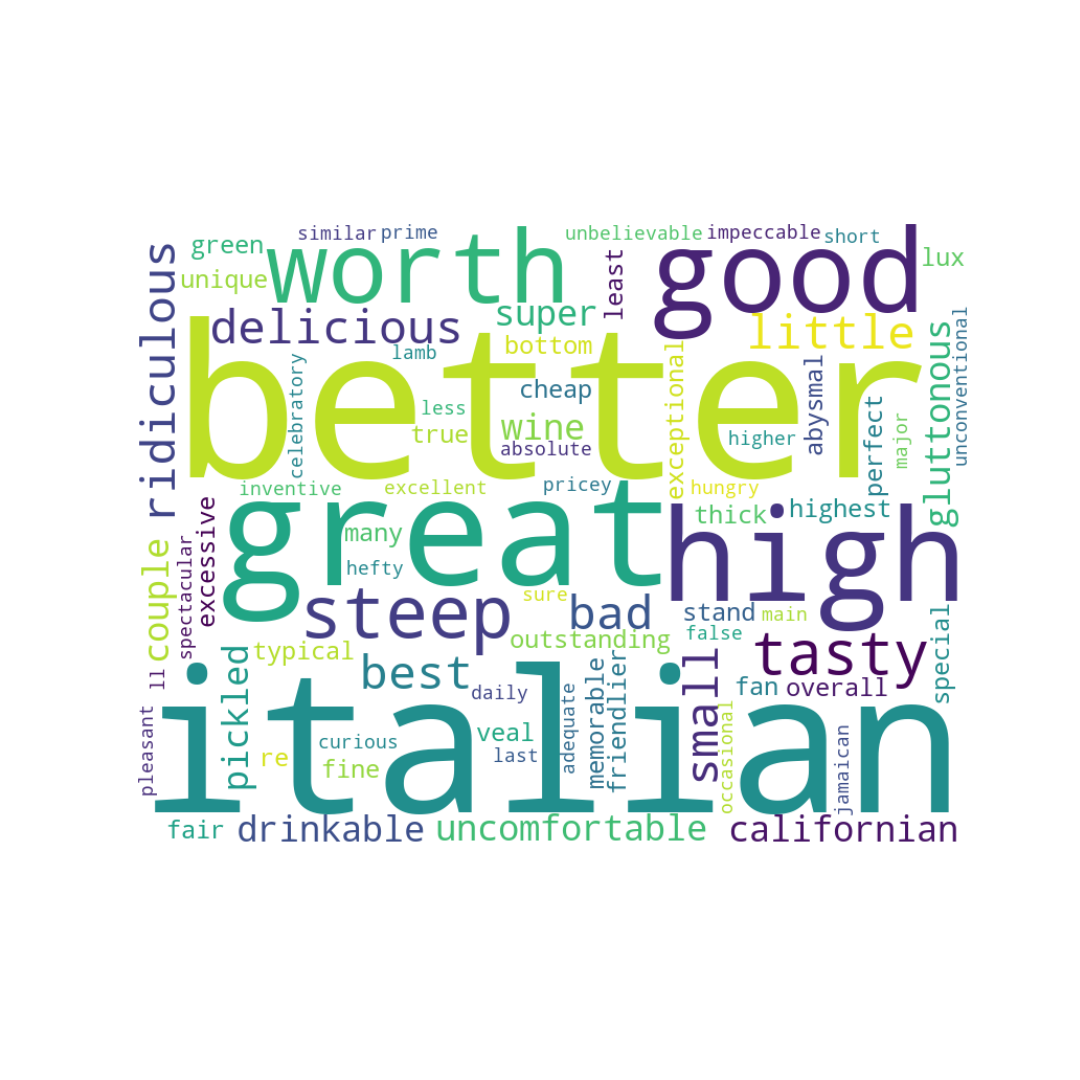 similar
prime
unbelievable
impeccable
short
green
worth
good
lux
unique
least
ridiculous
delicious
super
little
better
bottom
lamb
celebratory
cheap
exceptional
abysmal
perfect
gluttonous
unconventional
less
true
wine
absolute
higher
major
inventive
excellent
pricey
hungry
great
many
high
thick
highest
excessive
couple
spectacular
hefty
steep
sure
bad
stand
main
false
outstanding
tasty
special
pickled
typical
best
italian
ll
daily
small
fan
overall
pleasant
re
curious
fine
veal
last
adequate
memorable
friendlier
occasional
jamaican
fair
drinkable
uncomfortable
californian